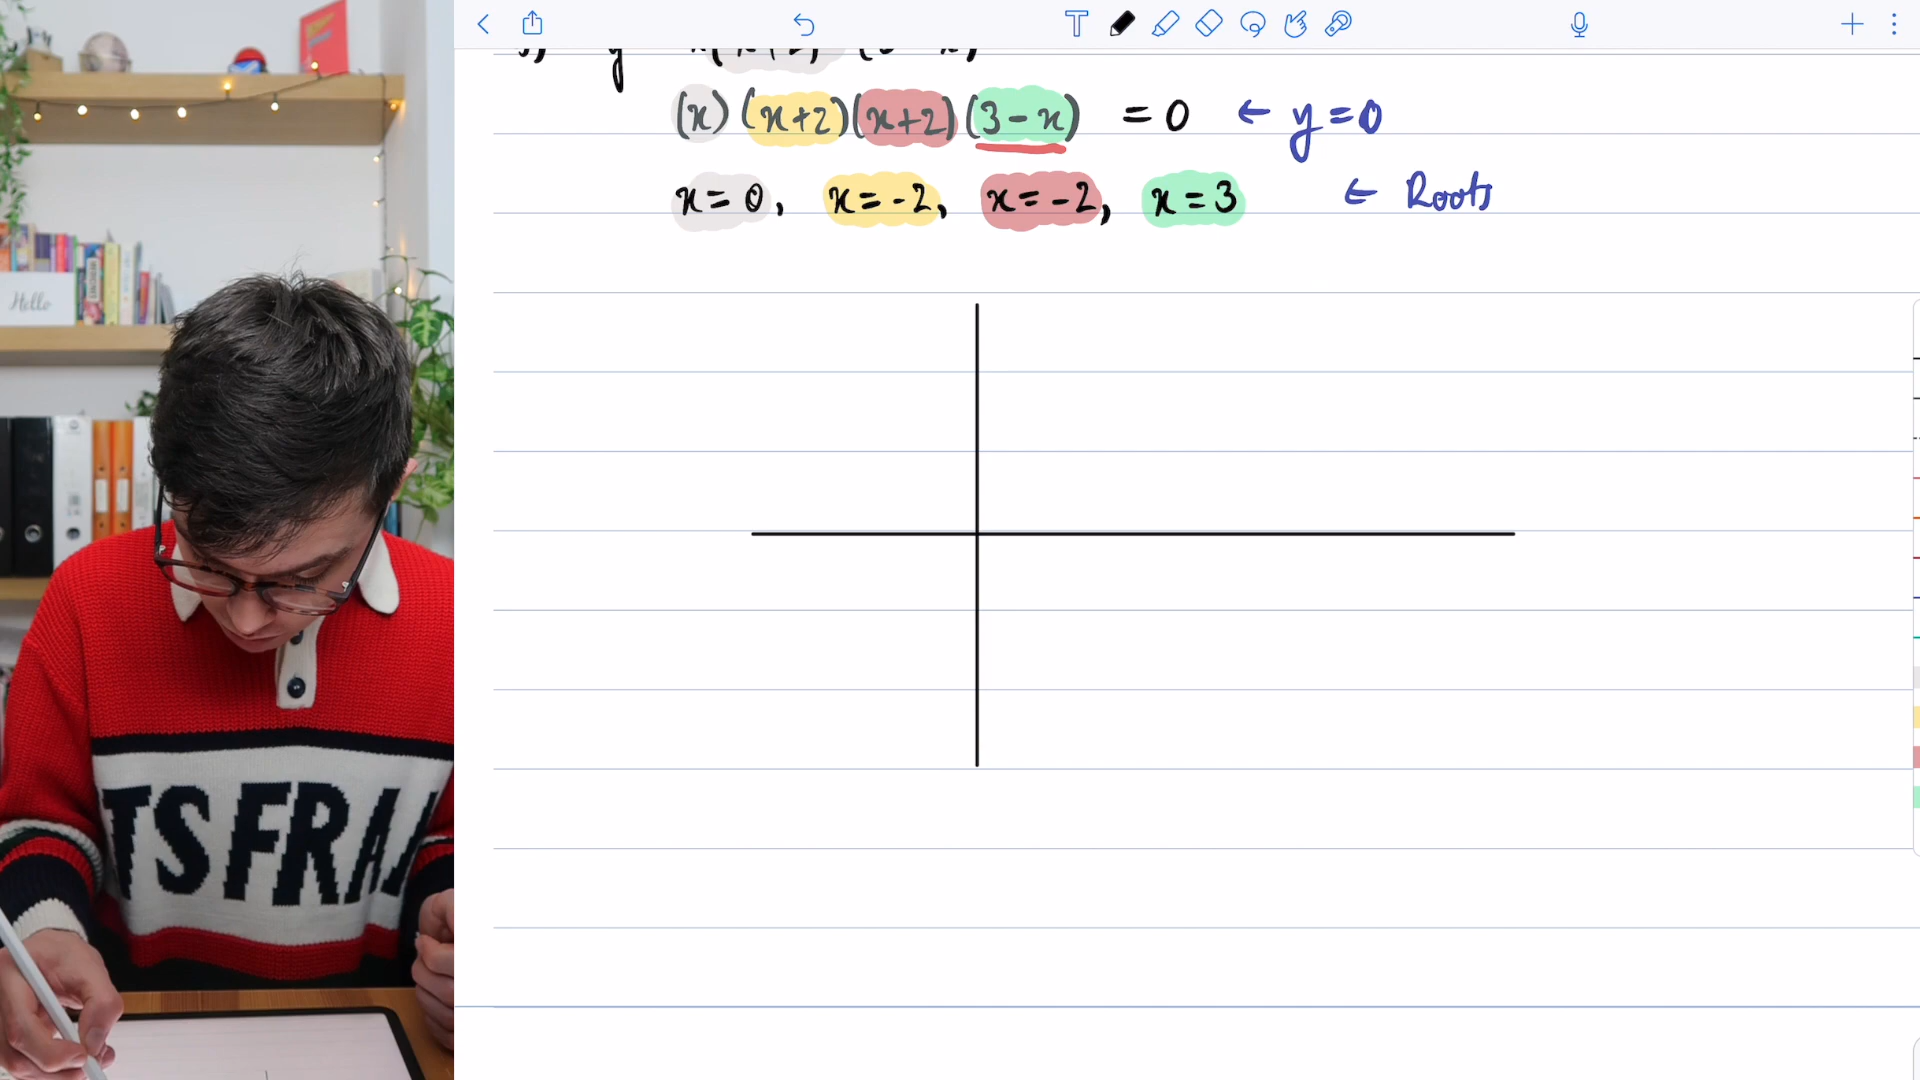 (x) (x+2)(x+2)(3-x) = 0 ← y=0
x=0, x=-2, x=-2, x=3 ← Roots
Hello
TSFRA